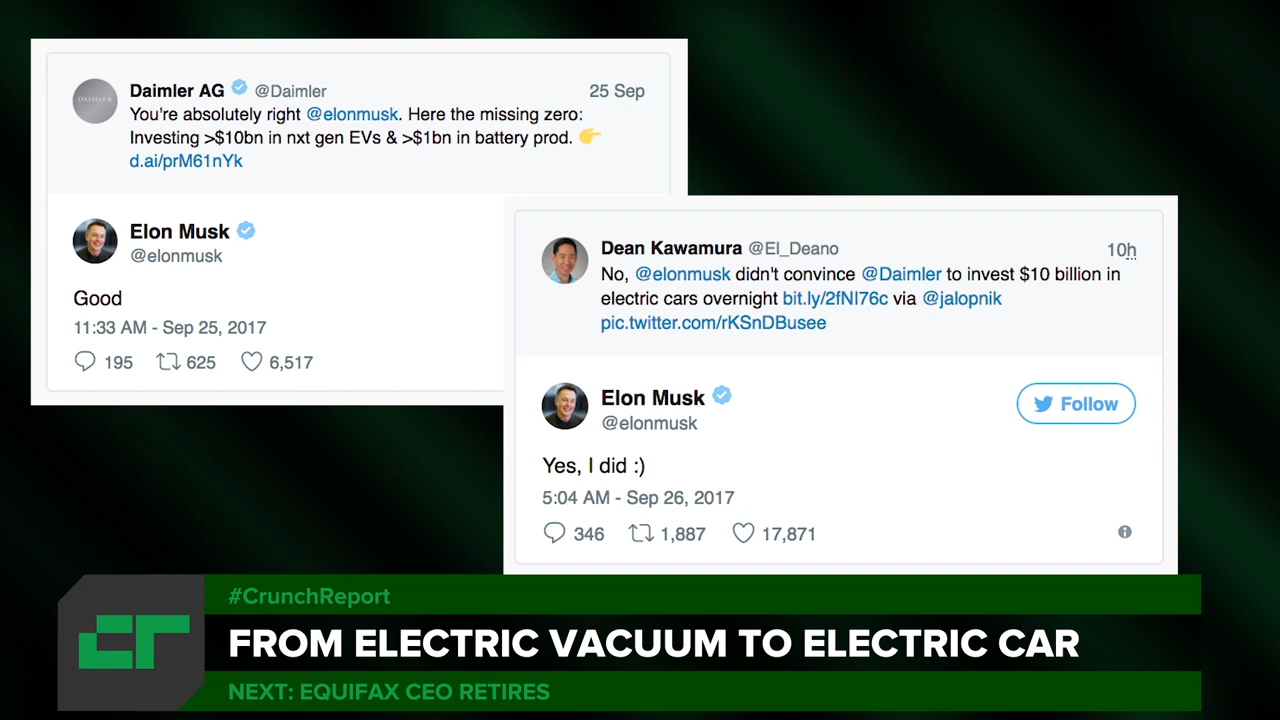 Daimler AG @Daimler 25 Sep
You're absolutely right @elonmusk. Here the missing zero:
Investing >$10bn in nxt gen EVs & >$1bn in battery prod. 👉
d.ai/prM61nYk
DAIMLER
Elon Musk
@elonmusk
Good
11:33 AM - Sep 25, 2017
195 625 6,517
Dean Kawamura @El_Deano 10h
No, @elonmusk didn't convince @Daimler to invest $10 billion in
electric cars overnight bit.ly/2fNI76c via @jalopnik
pic.twitter.com/rKSnDBusee
Elon Musk
@elonmusk
Follow
Yes, I did :)
5:04 AM - Sep 26, 2017
346 1,887 17,871
#CrunchReport
CR
FROM ELECTRIC VACUUM TO ELECTRIC CAR
NEXT: EQUIFAX CEO RETIRES